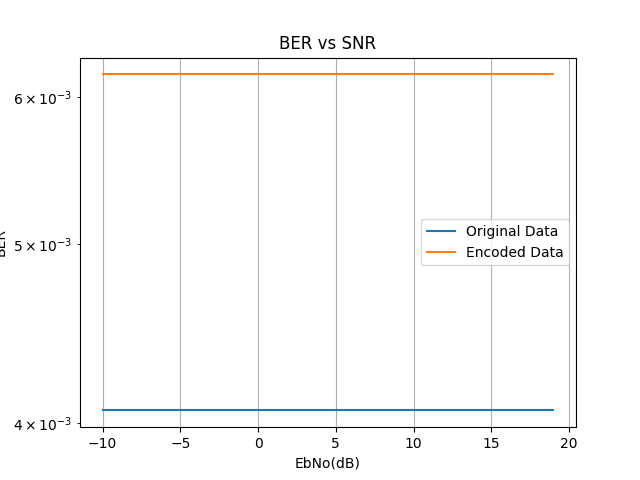 BER vs SNR
6 × 10⁻³
5 × 10⁻³
4 × 10⁻³
BER
Original Data
Encoded Data
−10 −5 0 5 10 15 20
EbNo(dB)